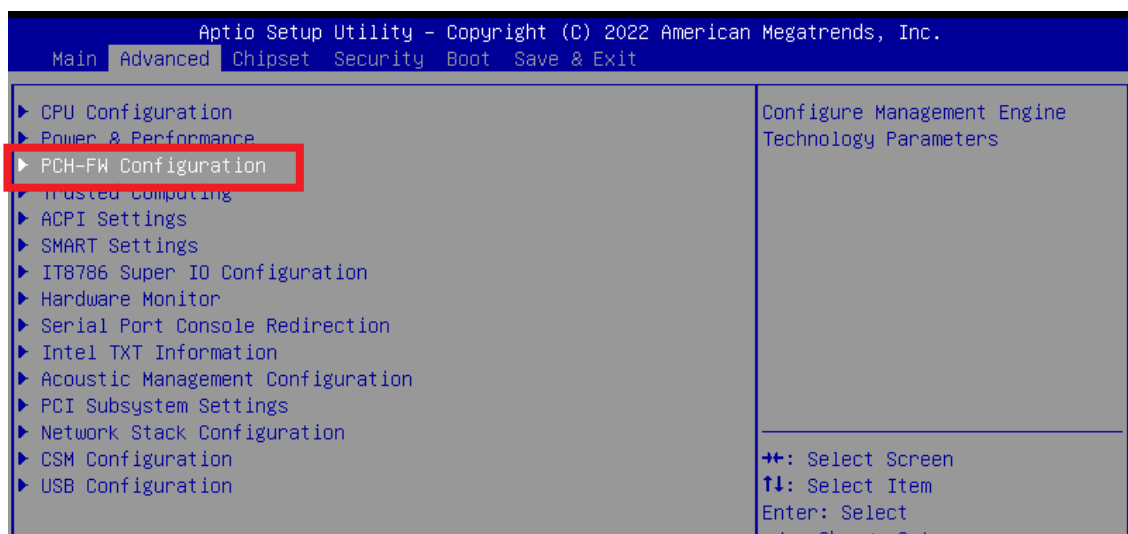 Aptio Setup Utility – Copyright (C) 2022 American Megatrends, Inc.
Main Advanced Chipset Security Boot Save & Exit
► CPU Configuration
► Power & Performance
► PCH-FW Configuration
► Trusted Computing
► ACPI Settings
► SMART Settings
► IT8786 Super IO Configuration
► Hardware Monitor
► Serial Port Console Redirection
► Intel TXT Information
► Acoustic Management Configuration
► PCI Subsystem Settings
► Network Stack Configuration
► CSM Configuration
► USB Configuration
Configure Management Engine
Technology Parameters
→←: Select Screen
↑↓: Select Item
Enter: Select